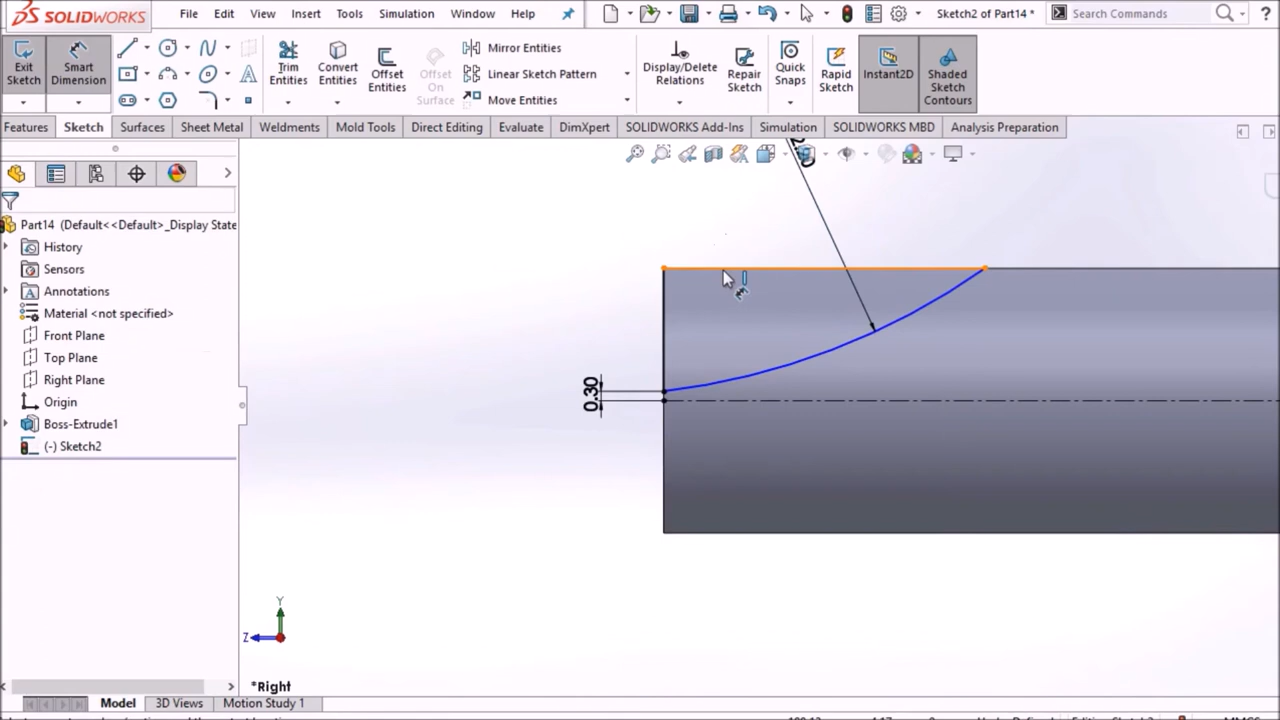 SOLIDWORKS File Edit View Insert Tools Simulation Window Help Sketch2 of Part14 * Search Commands ?
Exit Sketch
Smart Dimension
Trim Entities
Convert Entities
Offset Entities
Offset On Surface
Mirror Entities
Linear Sketch Pattern
Move Entities
Display/Delete Relations
Repair Sketch
Quick Snaps
Rapid Sketch
Instant2D
Shaded Sketch Contours
Features Sketch Surfaces Sheet Metal Weldments Mold Tools Direct Editing Evaluate DimXpert SOLIDWORKS Add-Ins Simulation SOLIDWORKS MBD Analysis Preparation
Part14 (Default<<Default>_Display State
History
Sensors
Annotations
Material <not specified>
Front Plane
Top Plane
Right Plane
Origin
Boss-Extrude1
(-) Sketch2
0.30
Y
Z
*Right
Model 3D Views Motion Study 1